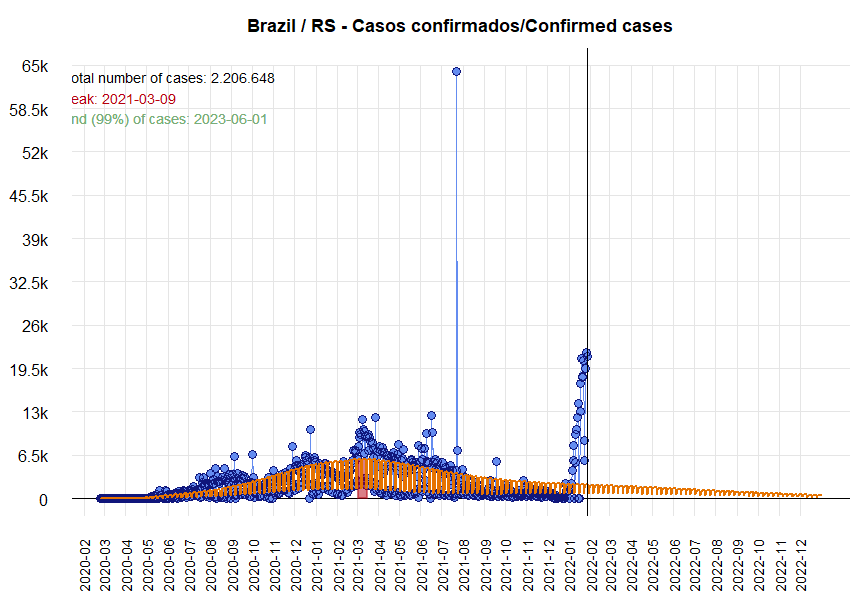 Brazil / RS - Casos confirmados/Confirmed cases
65k
otal number of cases: 2.206.648
eak: 2021-03-09
58.5k
nd (99%) of cases: 2023-06-01
52k
45.5k
39k
32.5k
26k
19.5k
13k
6.5k
0
2020-02
2020-03
2020-04
2020-05
2020-06
2020-07
2020-08
2020-09
2020-10
2020-11
2020-12
2021-01
2021-02
2021-03
2021-04
2021-05
2021-06
2021-07
2021-08
2021-09
2021-10
2021-11
2021-12
2022-01
2022-02
2022-03
2022-04
2022-05
2022-06
2022-07
2022-08
2022-09
2022-10
2022-11
2022-12